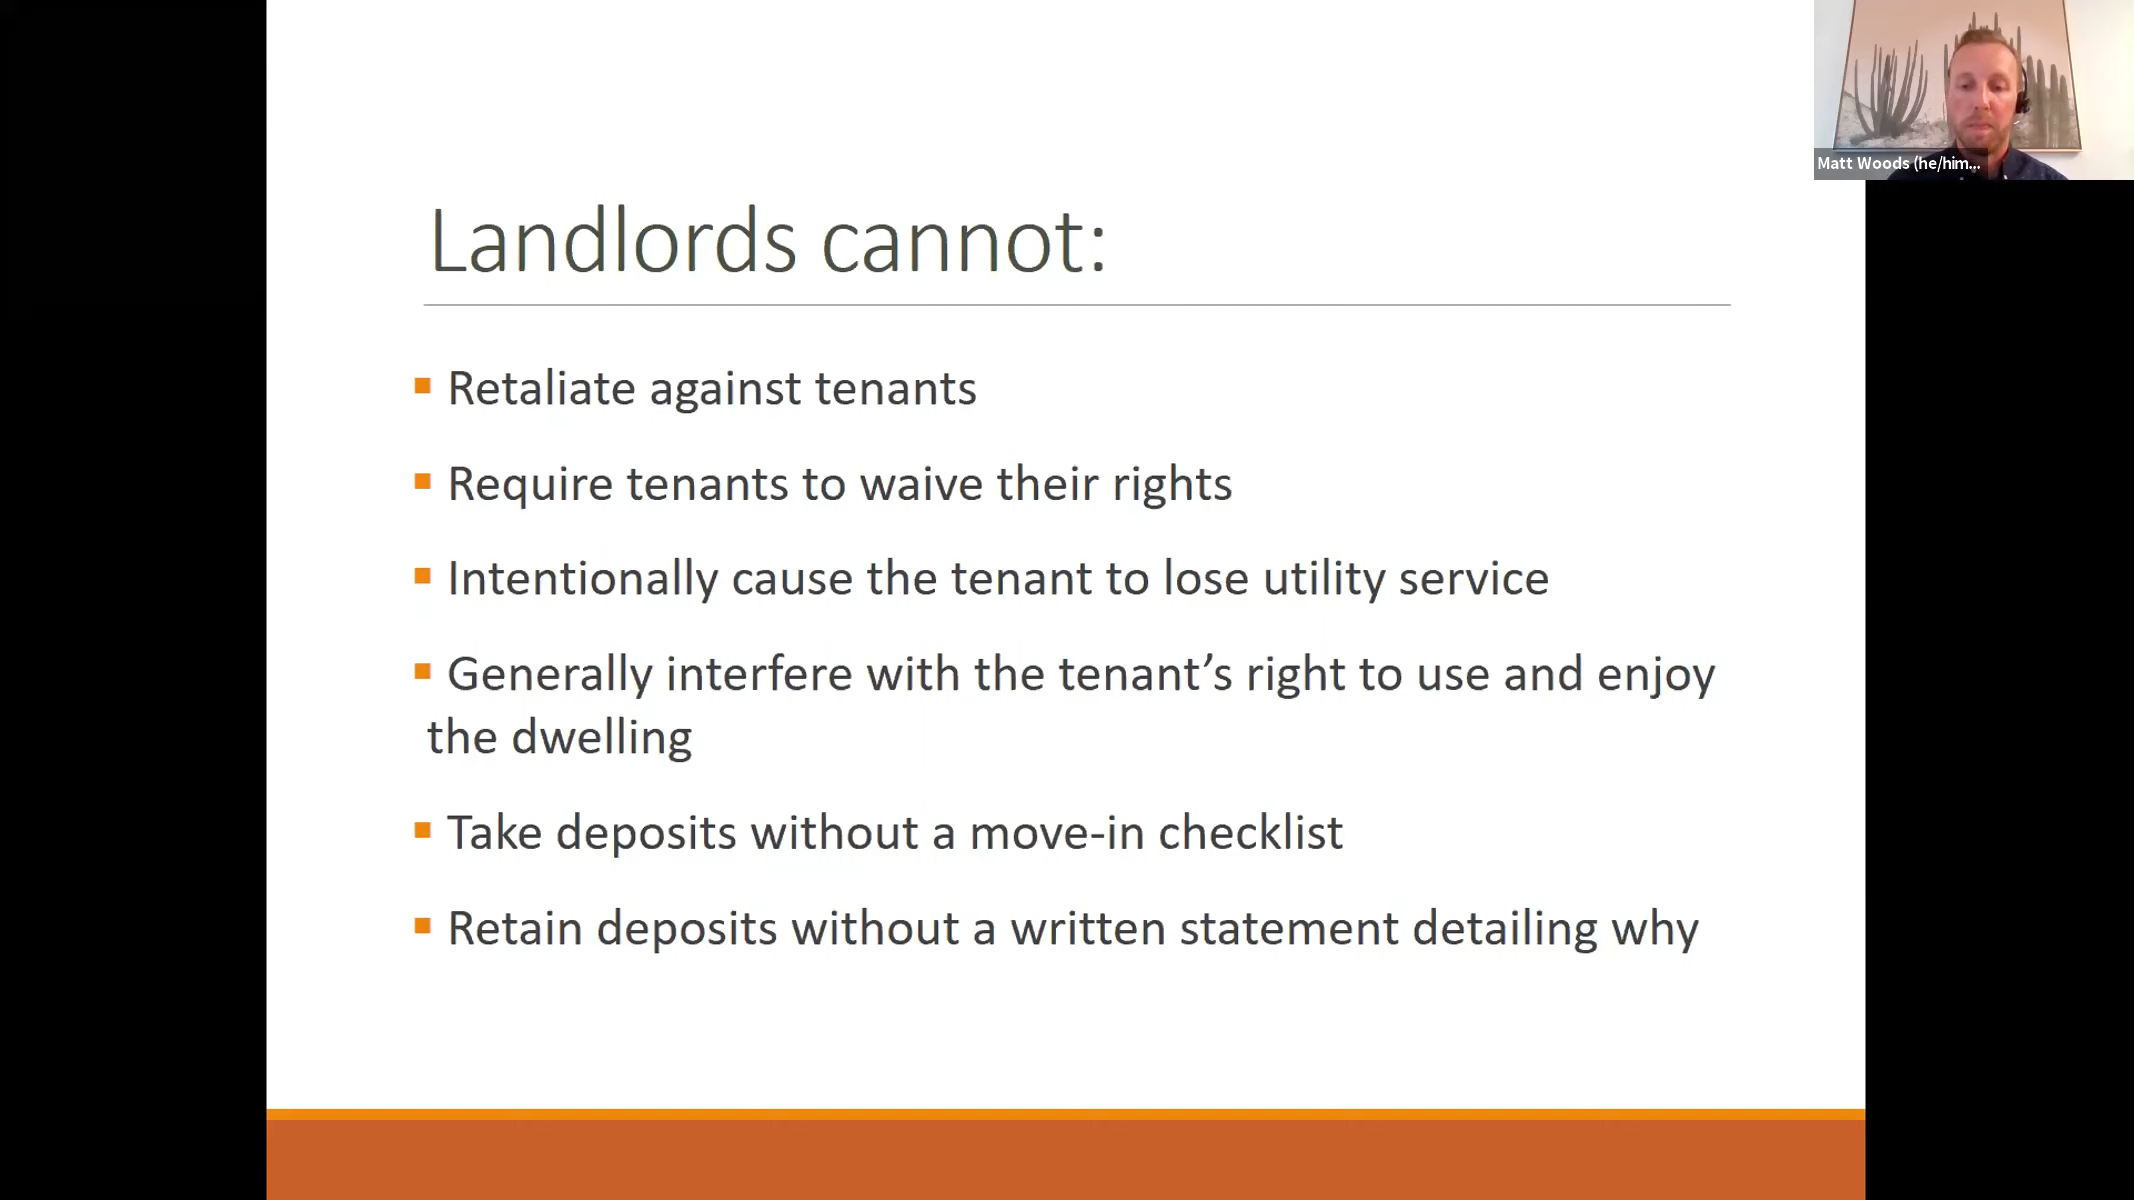 Matt Woods (he/him...
Landlords cannot:
▪ Retaliate against tenants
▪ Require tenants to waive their rights
▪ Intentionally cause the tenant to lose utility service
▪ Generally interfere with the tenant’s right to use and enjoy
the dwelling
▪ Take deposits without a move-in checklist
▪ Retain deposits without a written statement detailing why